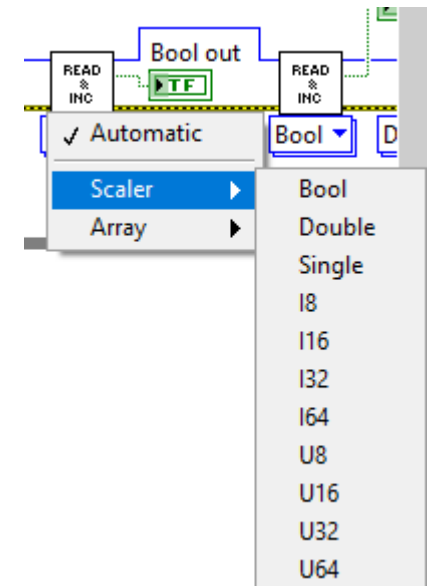 Bool out
READ
&
INC
TF
READ
&
INC
✓ Automatic
Bool
D
Scaler
Array
Bool
Double
Single
I8
I16
I32
I64
U8
U16
U32
U64